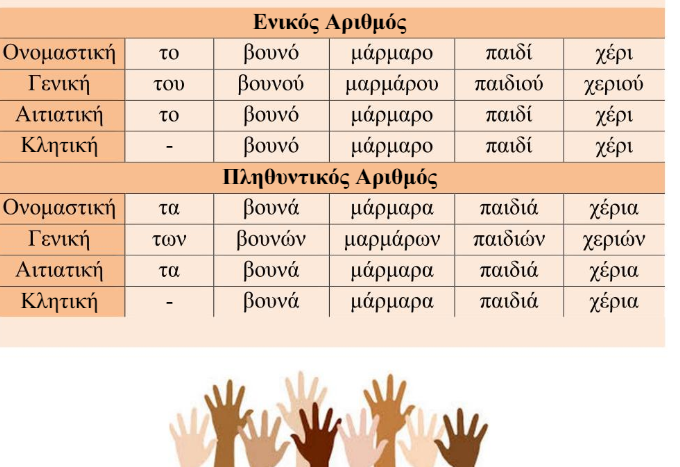 Ενικός Αριθμός
Ονομαστική το βουνό μάρμαρο παιδί χέρι
Γενική του βουνού μαρμάρου παιδιού χεριού
Αιτιατική το βουνό μάρμαρο παιδί χέρι
Κλητική - βουνό μάρμαρο παιδί χέρι
Πληθυντικός Αριθμός
Ονομαστική τα βουνά μάρμαρα παιδιά χέρια
Γενική των βουνών μαρμάρων παιδιών χεριών
Αιτιατική τα βουνά μάρμαρα παιδιά χέρια
Κλητική - βουνά μάρμαρα παιδιά χέρια